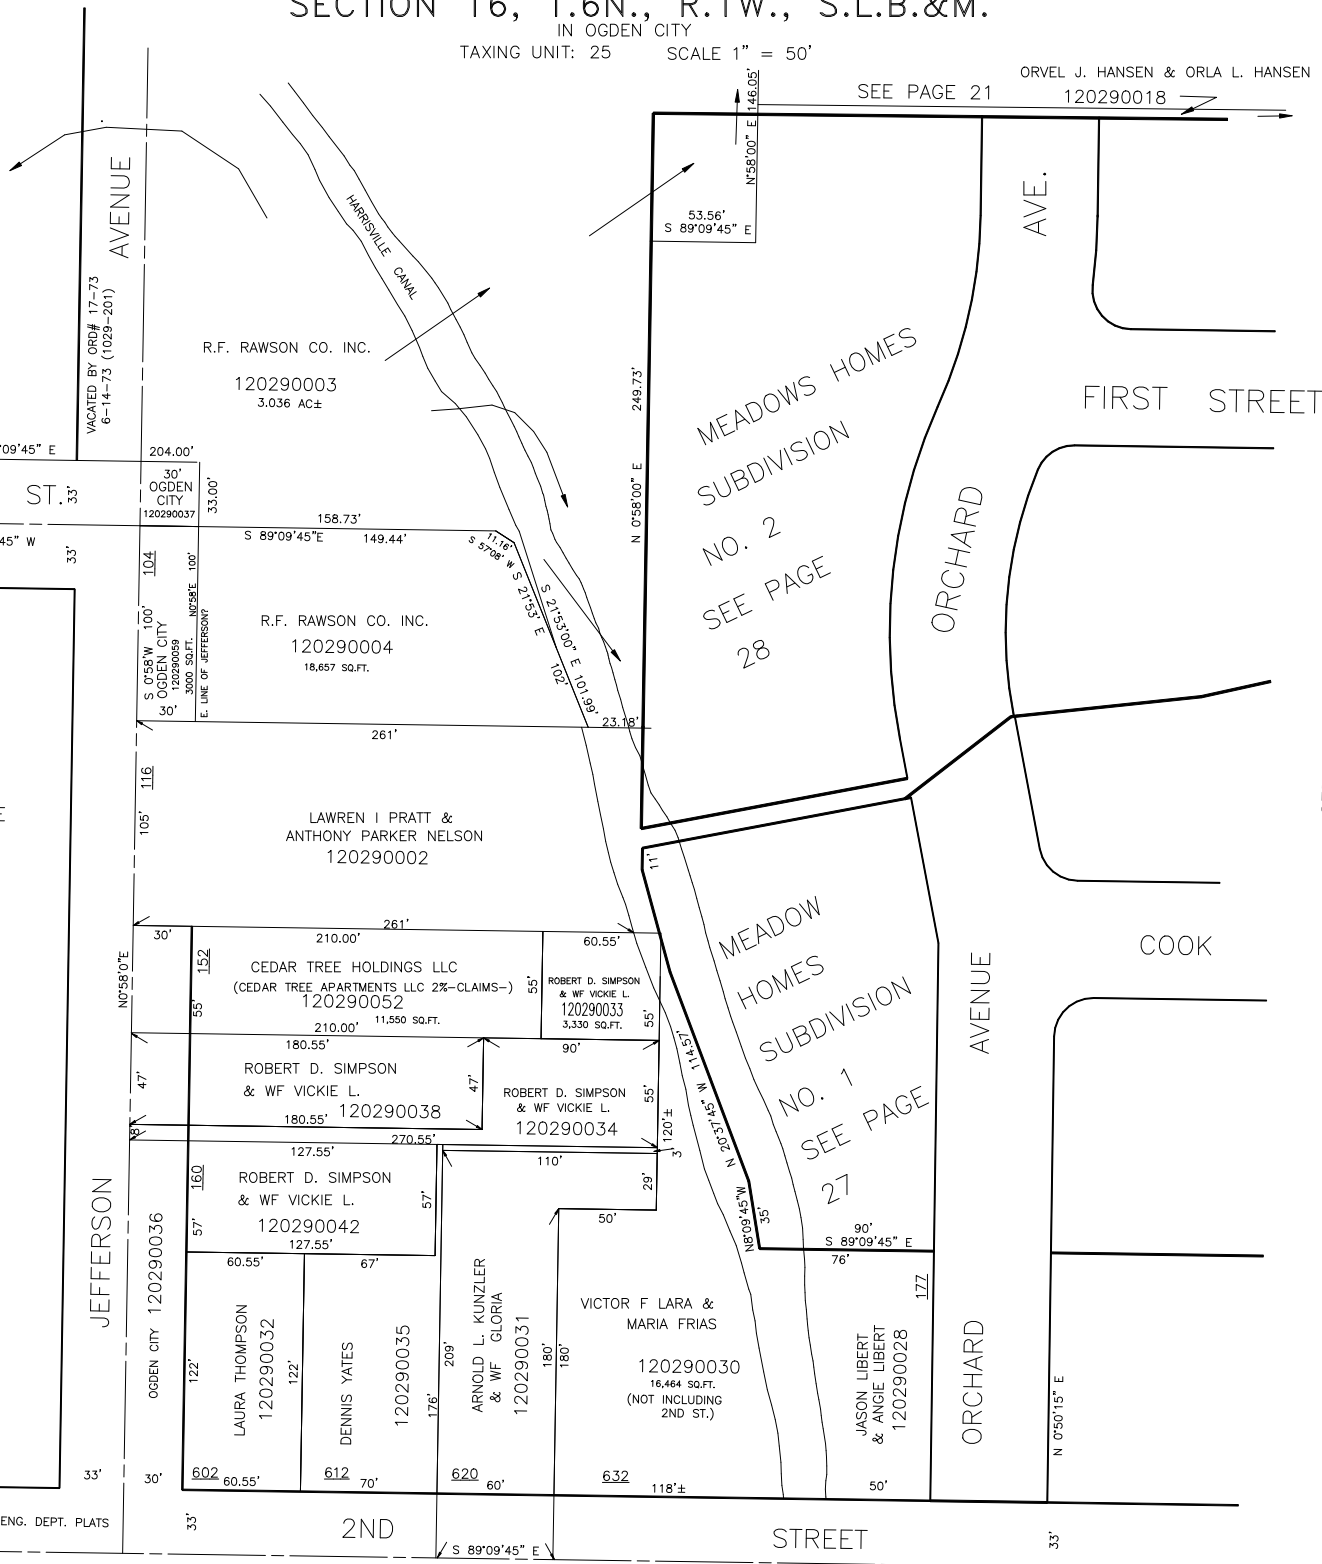 SECTION 16, T.6N., R.1W., S.L.B.&M.
IN OGDEN CITY
TAXING UNIT: 25 SCALE 1" = 50'
ORVEL J. HANSEN & ORLA L. HANSEN
120290018
SEE PAGE 21
N°58'00" E 146.05'
53.56'
S 89°09'45" E
AVENUE
VACATED BY ORD# 17-73
6-14-73 (1029-201)
HARRISVILLE CANAL
AVE.
R.F. RAWSON CO. INC.
120290003
3.036 AC±
N 0°58'00" E 249.73'
MEADOWS HOMES
SUBDIVISION
NO. 2
SEE PAGE
28
FIRST STREET
ORCHARD
°09'45" E
204.00'
ST.
33'
30'
OGDEN
CITY
120290037
33.00'
158.73'
S 89°09'45"E 149.44'
11.16'
S 57°08' W
S 21°53' E
102'
S 21°53'00" E 101.99'
23.18'
45" W
33'
104
S 0°58'W 100'
OGDEN CITY
120290059
3000 SQ.FT.
N0°58'E 100'
E. LINE OF JEFFERSON?
30'
R.F. RAWSON CO. INC.
120290004
18,657 SQ.FT.
261'
116
105'
E
LAWREN I PRATT &
ANTHONY PARKER NELSON
120290002
11'
261'
30'
210.00'
60.55'
N0°58'0"E
152
55'
CEDAR TREE HOLDINGS LLC
(CEDAR TREE APARTMENTS LLC 2%-CLAIMS-)
120290052
11,550 SQ.FT.
210.00'
55'
ROBERT D. SIMPSON
& WF VICKIE L.
120290033
3,330 SQ.FT.
55'
MEADOW
HOMES
SUBDIVISION
NO. 1
SEE PAGE
27
COOK
AVENUE
180.55'
90'
47'
ROBERT D. SIMPSON
& WF VICKIE L.
120290038
180.55'
47'
ROBERT D. SIMPSON
& WF VICKIE L.
120290034
55'
N 20°37'45" W 114.57'
120'±
3'
8'
270.55'
127.55'
110'
160
57'
ROBERT D. SIMPSON
& WF VICKIE L.
120290042
127.55'
57'
29'
50'
N8°09'45"W
35'
90'
S 89°09'45" E
76'
JEFFERSON
OGDEN CITY 120290036
60.55'
67'
122'
LAURA THOMPSON
120290032
122'
DENNIS YATES
120290035
176'
209'
ARNOLD L. KUNZLER
& WF GLORIA
120290031
180'
180'
VICTOR F LARA &
MARIA FRIAS
120290030
16,464 SQ.FT.
(NOT INCLUDING
2ND ST.)
JASON LIBERT
& ANGIE LIBERT
120290028
177
ORCHARD
N 0°50'15" E
33'
30'
602
60.55'
612
70'
620
60'
632
118'±
50'
ENG. DEPT. PLATS
33'
2ND STREET
S 89°09'45" E
33'